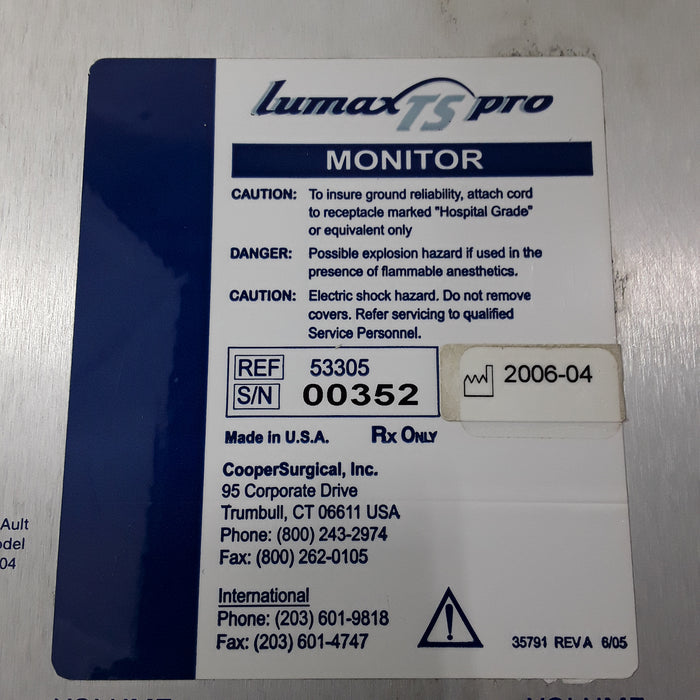 Lumax TS pro
MONITOR
CAUTION: To insure ground reliability, attach cord
to receptacle marked "Hospital Grade"
or equivalent only
DANGER: Possible explosion hazard if used in the
presence of flammable anesthetics.
CAUTION: Electric shock hazard. Do not remove
covers. Refer servicing to qualified
Service Personnel.
REF 53305
S/N 00352
2006-04
Made in U.S.A. Rx Only
CooperSurgical, Inc.
95 Corporate Drive
Trumbull, CT 06611 USA
Phone: (800) 243-2974
Fax: (800) 262-0105
International
Phone: (203) 601-9818
Fax: (203) 601-4747
35791 REV A 6/05
Ault
odel
04
VOLUME
VOLUME